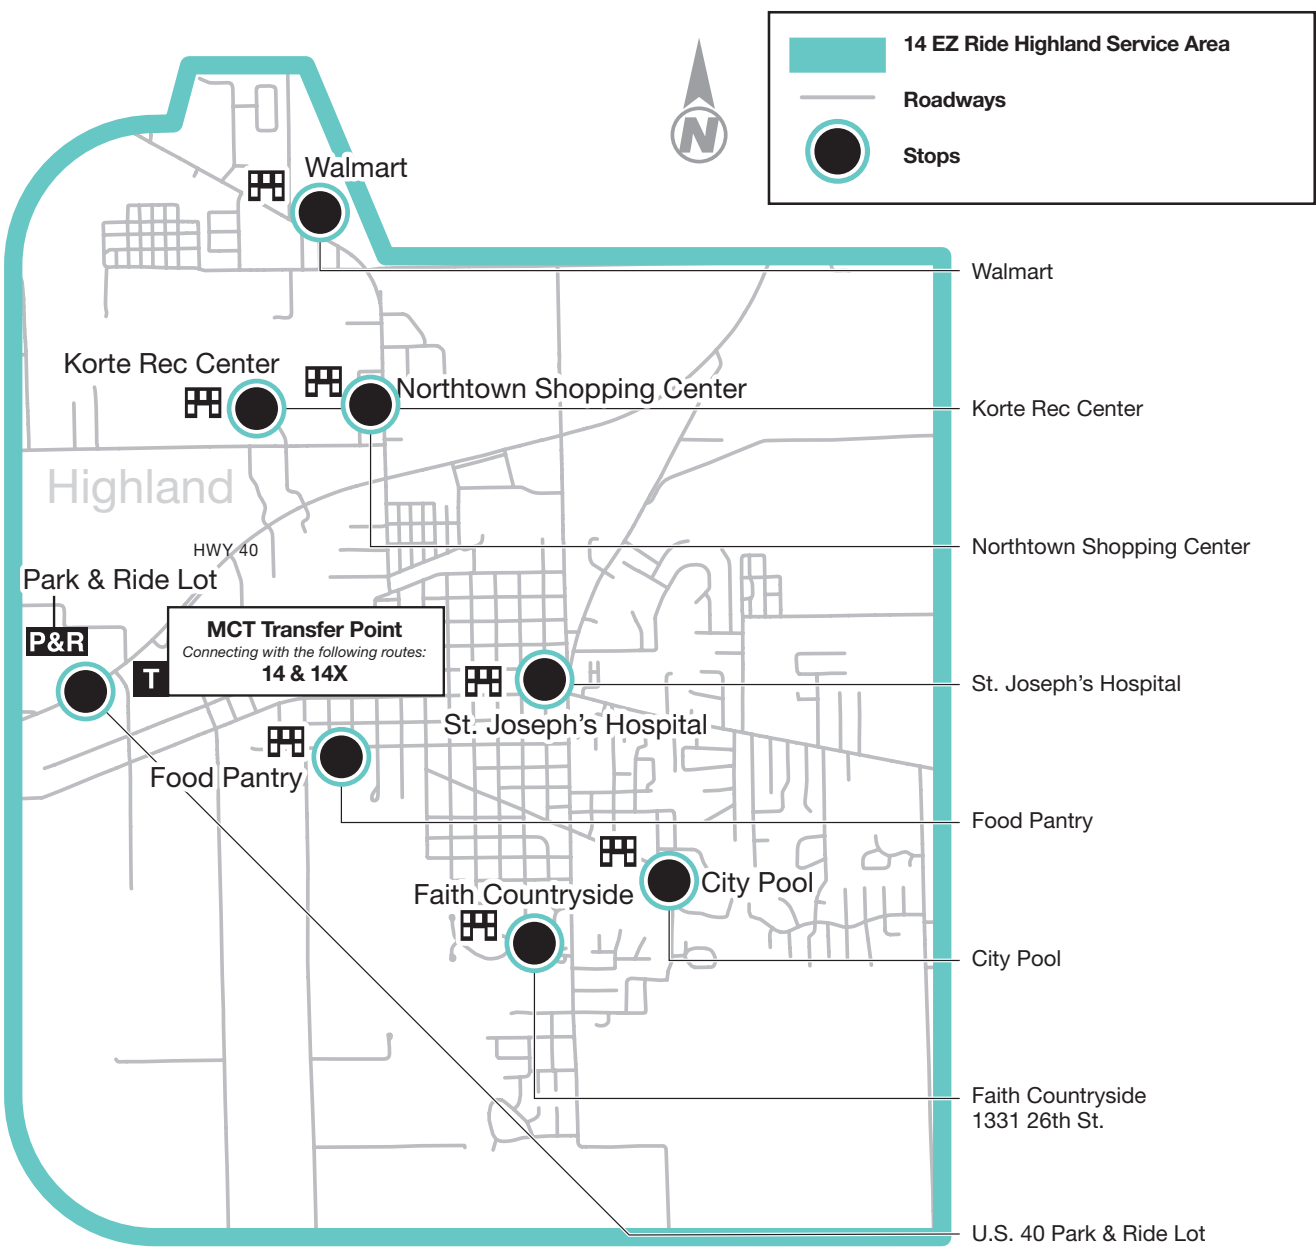 14 EZ Ride Highland Service Area
Roadways
Stops
N
Walmart
Walmart
Korte Rec Center
Northtown Shopping Center
Korte Rec Center
Highland
HWY 40
Northtown Shopping Center
Park & Ride Lot
P&R
T
MCT Transfer Point
Connecting with the following routes:
14 & 14X
St. Joseph’s Hospital
St. Joseph’s Hospital
Food Pantry
Food Pantry
City Pool
Faith Countryside
City Pool
Faith Countryside
1331 26th St.
U.S. 40 Park & Ride Lot